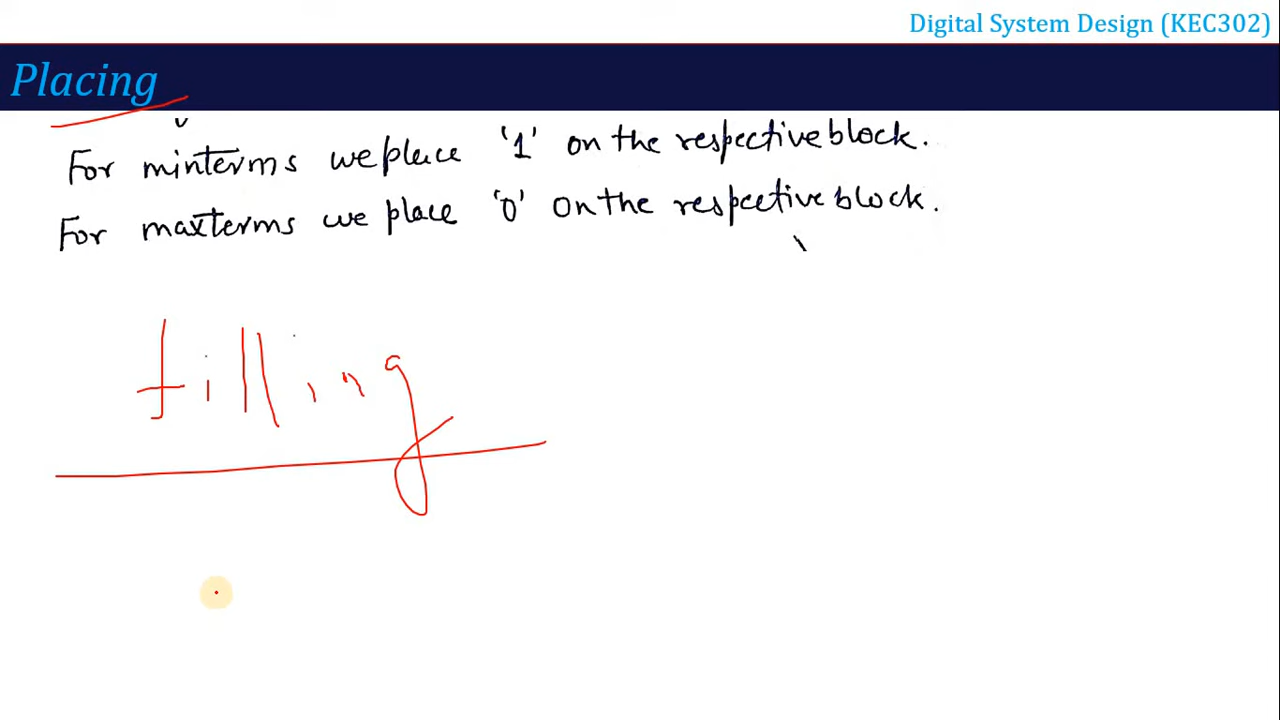 Digital System Design (KEC302)
Placing
For minterms we place '1' on the respective block.
For maxterms we place '0' on the respective block.
filling